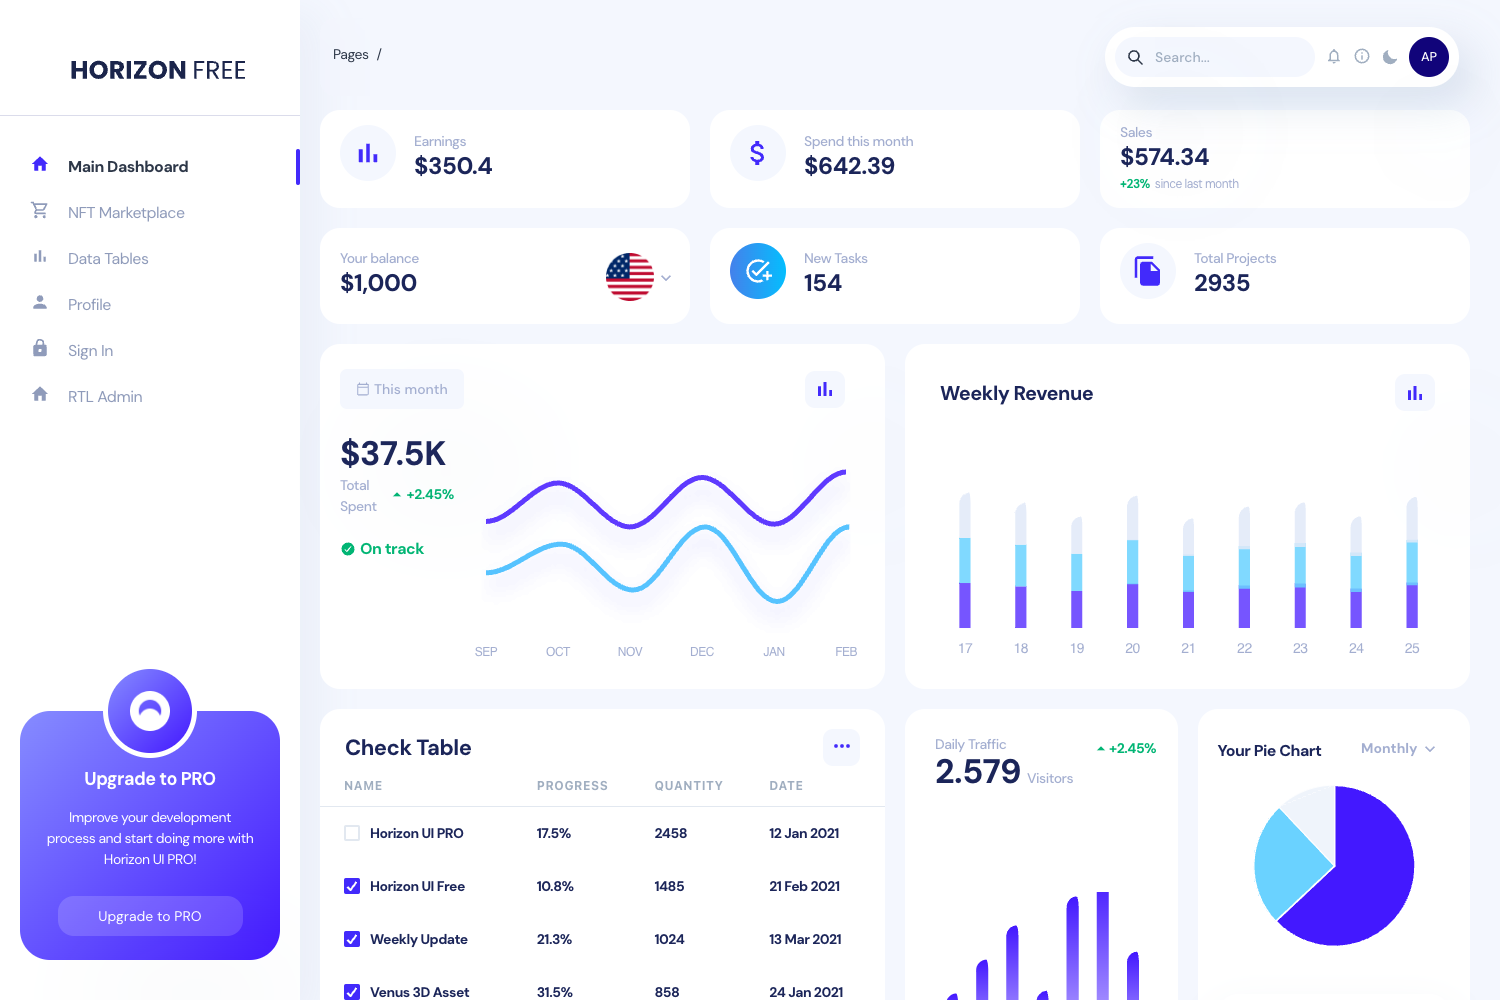 HORIZON FREE
Main Dashboard
NFT Marketplace
Data Tables
Profile
Sign In
RTL Admin
Upgrade to PRO
Improve your development
process and start doing more with
Horizon UI PRO!
Upgrade to PRO
Pages /
Search...
AP
Earnings
$350.4
Spend this month
$642.39
Sales
$574.34
+23% since last month
Your balance
$1,000
New Tasks
154
Total Projects
2935
This month
$37.5K
Total
Spent
+2.45%
On track
SEP OCT NOV DEC JAN FEB
Weekly Revenue
17 18 19 20 21 22 23 24 25
Check Table
NAME PROGRESS QUANTITY DATE
Horizon UI PRO 17.5% 2458 12 Jan 2021
Horizon UI Free 10.8% 1485 21 Feb 2021
Weekly Update 21.3% 1024 13 Mar 2021
Venus 3D Asset 31.5% 858 24 Jan 2021
Daily Traffic
2.579 Visitors
+2.45%
Your Pie Chart
Monthly